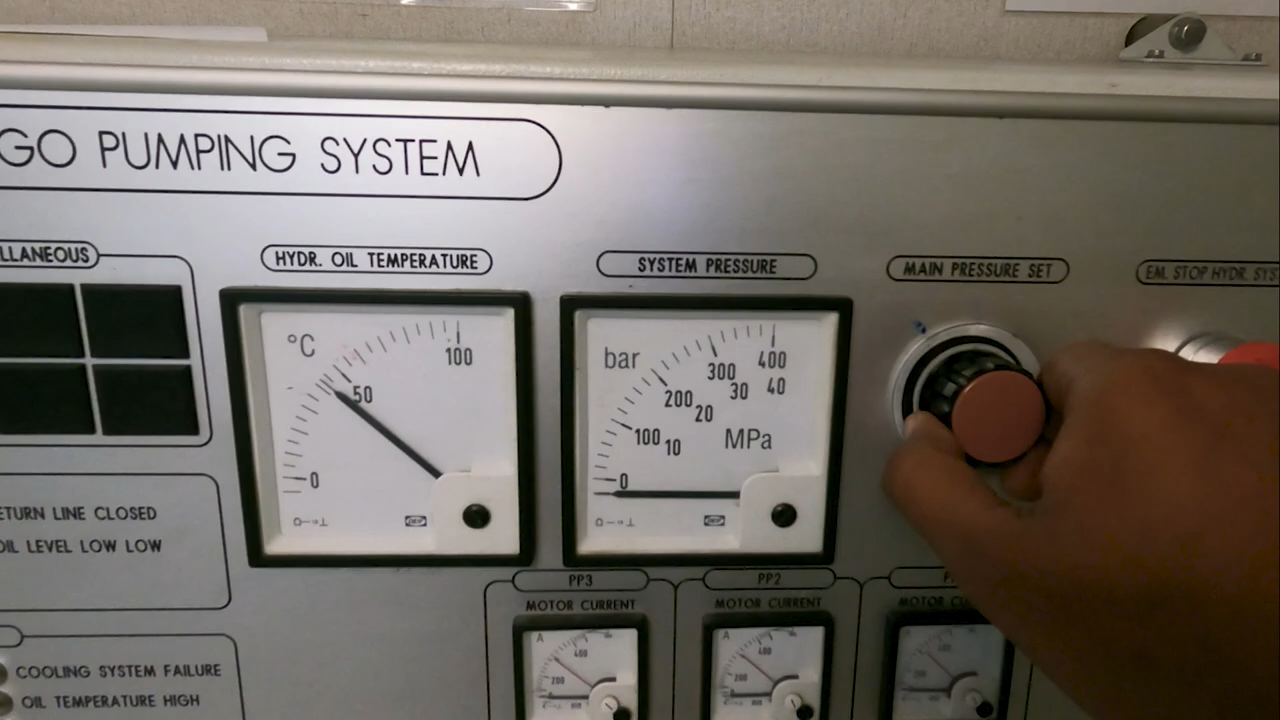 GO PUMPING SYSTEM
LLANEOUS
HYDR. OIL TEMPERATURE
SYSTEM PRESSURE
MAIN PRESSURE SET
EM. STOP HYDR. SYS
°C
100
50
0
bar
400
300
40
30
200
20
100
10
MPa
0
ETURN LINE CLOSED
OIL LEVEL LOW LOW
PP3
PP2
MOTOR CURRENT
MOTOR CURRENT
A
400
200
0
A
400
200
0
COOLING SYSTEM FAILURE
OIL TEMPERATURE HIGH